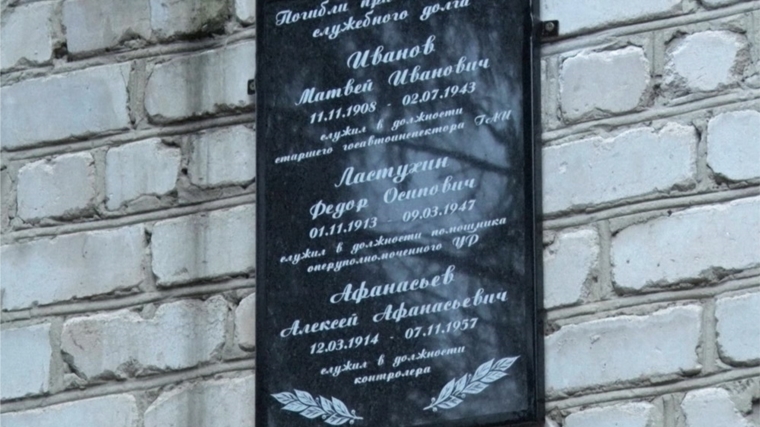 Погибли при
служебного долга
Иванов
Матвей Иванович
11.11.1908 - 02.07.1943
служил в должности
старшего госавтоинспектора ГАИ
Ластухин
Федор Осипович
01.11.1913 - 09.03.1947
служил в должности помощника
оперуполномоченного УР
Афанасьев
Алексей Афанасьевич
12.03.1914 - 07.11.1957
служил в должности
контролера